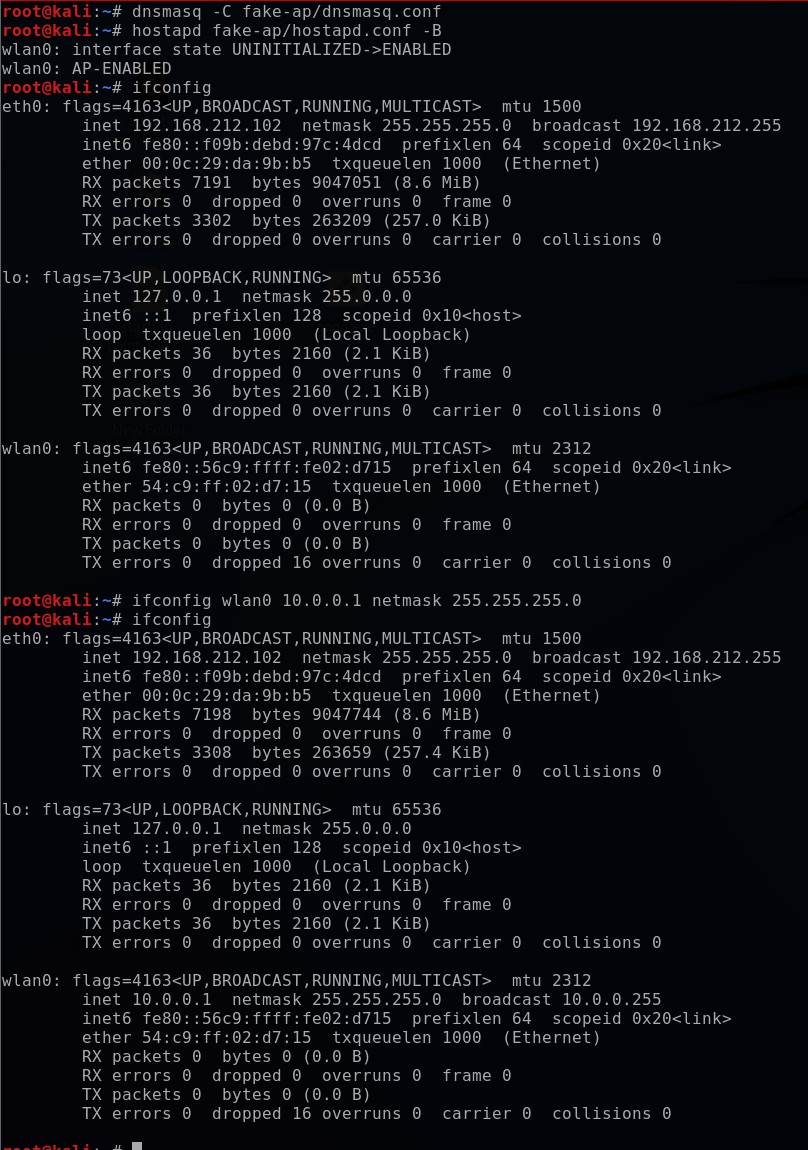 root@kali:~# dnsmasq -C fake-ap/dnsmasq.conf
root@kali:~# hostapd fake-ap/hostapd.conf -B
wlan0: interface state UNINITIALIZED->ENABLED
wlan0: AP-ENABLED
root@kali:~# ifconfig
eth0: flags=4163<UP,BROADCAST,RUNNING,MULTICAST>  mtu 1500
        inet 192.168.212.102  netmask 255.255.255.0  broadcast 192.168.212.255
        inet6 fe80::f09b:debd:97c:4dcd  prefixlen 64  scopeid 0x20<link>
        ether 00:0c:29:da:9b:b5  txqueuelen 1000  (Ethernet)
        RX packets 7191  bytes 9047051 (8.6 MiB)
        RX errors 0  dropped 0  overruns 0  frame 0
        TX packets 3302  bytes 263209 (257.0 KiB)
        TX errors 0  dropped 0 overruns 0  carrier 0  collisions 0

lo: flags=73<UP,LOOPBACK,RUNNING>  mtu 65536
        inet 127.0.0.1  netmask 255.0.0.0
        inet6 ::1  prefixlen 128  scopeid 0x10<host>
        loop  txqueuelen 1000  (Local Loopback)
        RX packets 36  bytes 2160 (2.1 KiB)
        RX errors 0  dropped 0  overruns 0  frame 0
        TX packets 36  bytes 2160 (2.1 KiB)
        TX errors 0  dropped 0 overruns 0  carrier 0  collisions 0
New Folder

wlan0: flags=4163<UP,BROADCAST,RUNNING,MULTICAST>  mtu 2312
        inet6 fe80::56c9:ffff:fe02:d715  prefixlen 64  scopeid 0x20<link>
        ether 54:c9:ff:02:d7:15  txqueuelen 1000  (Ethernet)
        RX packets 0  bytes 0 (0.0 B)
        RX errors 0  dropped 0  overruns 0  frame 0
        TX packets 0  bytes 0 (0.0 B)
        TX errors 0  dropped 16 overruns 0  carrier 0  collisions 0

root@kali:~# ifconfig wlan0 10.0.0.1 netmask 255.255.255.0
root@kali:~# ifconfig
eth0: flags=4163<UP,BROADCAST,RUNNING,MULTICAST>  mtu 1500
        inet 192.168.212.102  netmask 255.255.255.0  broadcast 192.168.212.255
        inet6 fe80::f09b:debd:97c:4dcd  prefixlen 64  scopeid 0x20<link>
        ether 00:0c:29:da:9b:b5  txqueuelen 1000  (Ethernet)
        RX packets 7198  bytes 9047744 (8.6 MiB)
        RX errors 0  dropped 0  overruns 0  frame 0
        TX packets 3308  bytes 263659 (257.4 KiB)
        TX errors 0  dropped 0 overruns 0  carrier 0  collisions 0

lo: flags=73<UP,LOOPBACK,RUNNING>  mtu 65536
        inet 127.0.0.1  netmask 255.0.0.0
        inet6 ::1  prefixlen 128  scopeid 0x10<host>
        loop  txqueuelen 1000  (Local Loopback)
        RX packets 36  bytes 2160 (2.1 KiB)
        RX errors 0  dropped 0  overruns 0  frame 0
        TX packets 36  bytes 2160 (2.1 KiB)
        TX errors 0  dropped 0 overruns 0  carrier 0  collisions 0

wlan0: flags=4163<UP,BROADCAST,RUNNING,MULTICAST>  mtu 2312
        inet 10.0.0.1  netmask 255.255.255.0  broadcast 10.0.0.255
        inet6 fe80::56c9:ffff:fe02:d715  prefixlen 64  scopeid 0x20<link>
        ether 54:c9:ff:02:d7:15  txqueuelen 1000  (Ethernet)
        RX packets 0  bytes 0 (0.0 B)
        RX errors 0  dropped 0  overruns 0  frame 0
        TX packets 0  bytes 0 (0.0 B)
        TX errors 0  dropped 16 overruns 0  carrier 0  collisions 0

root@kali:~#